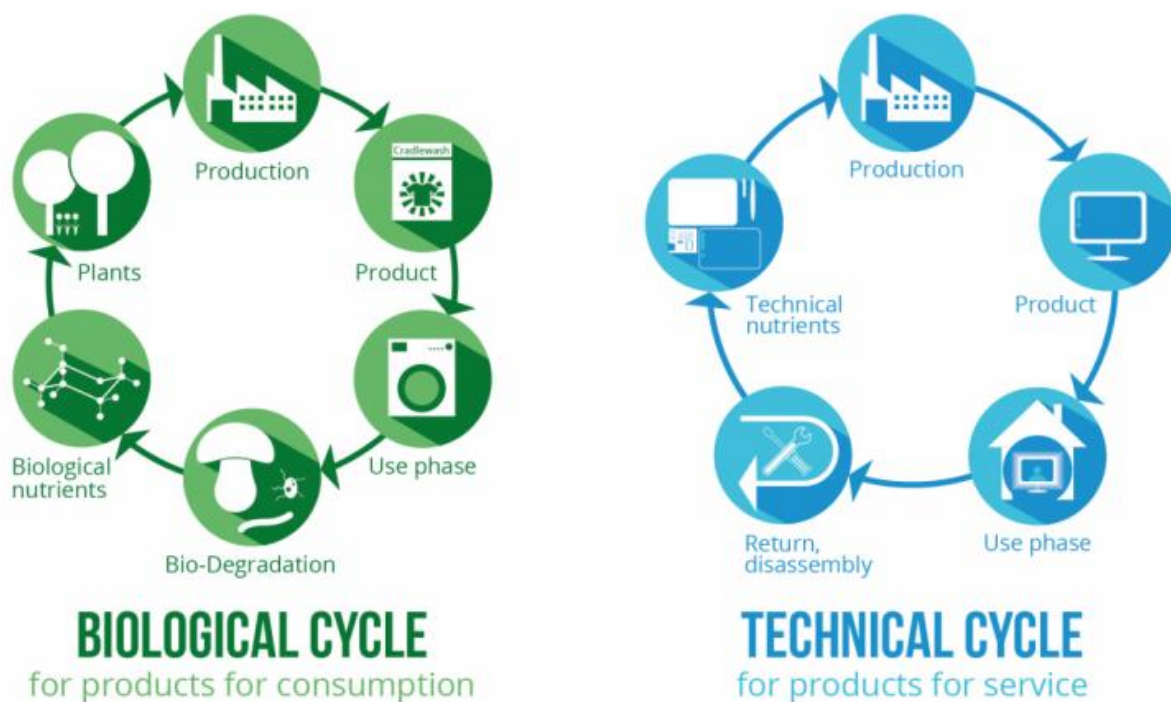 Production
Cradlewash
Product
Use phase
Bio-Degradation
Biological
nutrients
Plants
BIOLOGICAL CYCLE
for products for consumption
Production
Product
Use phase
Return,
disassembly
Technical
nutrients
TECHNICAL CYCLE
for products for service